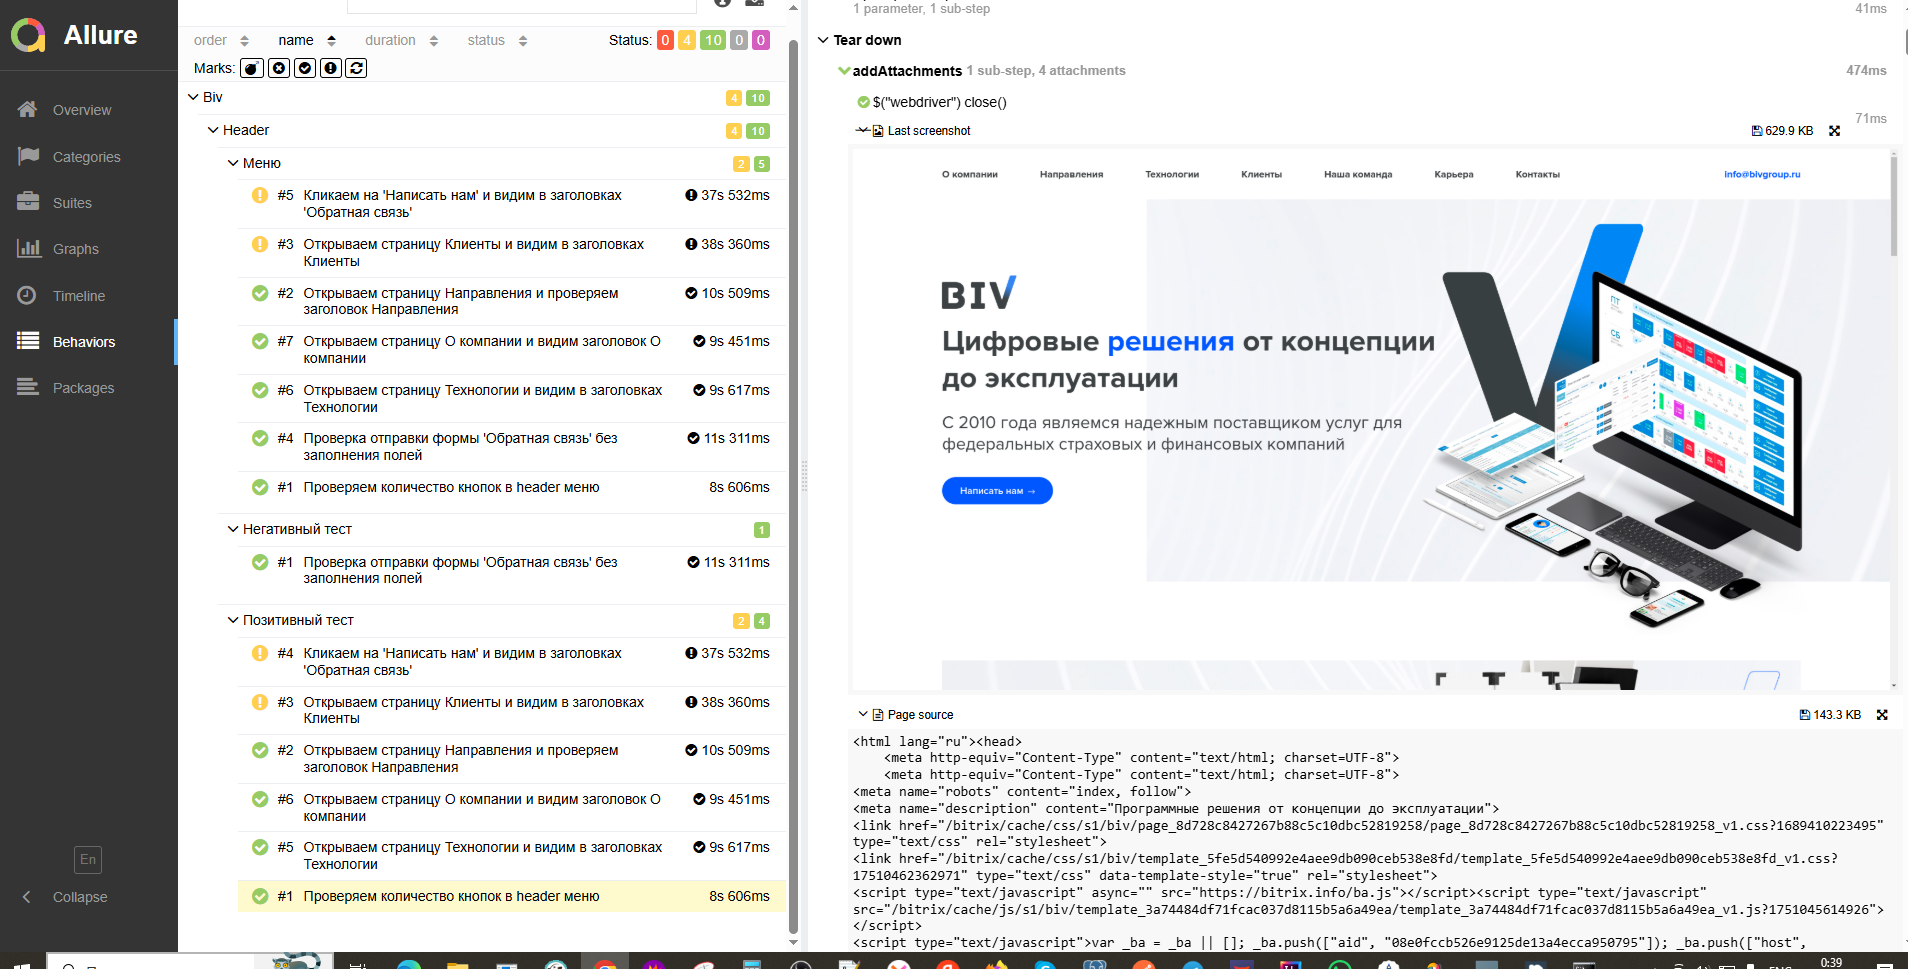 Allure
Overview
Categories
Suites
Graphs
Timeline
Behaviors
Packages
En
Collapse
order name duration status Status: 0 4 10 0 0
Marks:
Biv 4 10
Header 4 10
Меню 2 5
#5 Кликаем на 'Написать нам' и видим в заголовках 37s 532ms
'Обратная связь'
#3 Открываем страницу Клиенты и видим в заголовках 38s 360ms
Клиенты
#2 Открываем страницу Направления и проверяем 10s 509ms
заголовок Направления
#7 Открываем страницу О компании и видим заголовок О 9s 451ms
компании
#6 Открываем страницу Технологии и видим в заголовках 9s 617ms
Технологии
#4 Проверка отправки формы 'Обратная связь' без 11s 311ms
заполнения полей
#1 Проверяем количество кнопок в header меню 8s 606ms
Негативный тест 1
#1 Проверка отправки формы 'Обратная связь' без 11s 311ms
заполнения полей
Позитивный тест 2 4
#4 Кликаем на 'Написать нам' и видим в заголовках 37s 532ms
'Обратная связь'
#3 Открываем страницу Клиенты и видим в заголовках 38s 360ms
Клиенты
#2 Открываем страницу Направления и проверяем 10s 509ms
заголовок Направления
#6 Открываем страницу О компании и видим заголовок О 9s 451ms
компании
#5 Открываем страницу Технологии и видим в заголовках 9s 617ms
Технологии
#1 Проверяем количество кнопок в header меню 8s 606ms
1 parameter, 1 sub-step 41ms
Tear down
addAttachments 1 sub-step, 4 attachments 474ms
$("webdriver") close()
71ms
Last screenshot 629.9 KB
О компании Направления Технологии Клиенты Наша команда Карьера Контакты info@bivgroup.ru
BIV
Цифровые решения от концепции
до эксплуатации
С 2010 года являемся надежным поставщиком услуг для
федеральных страховых и финансовых компаний
Написать нам →
ПТ
СБ
Page source 143.3 KB
<html lang="ru"><head>
<meta http-equiv="Content-Type" content="text/html; charset=UTF-8">
<meta http-equiv="Content-Type" content="text/html; charset=UTF-8">
<meta name="robots" content="index, follow">
<meta name="description" content="Программные решения от концепции до эксплуатации">
<link href="/bitrix/cache/css/s1/biv/page_8d728c8427267b88c5c10dbc52819258/page_8d728c8427267b88c5c10dbc52819258_v1.css?1689410223495"
type="text/css" rel="stylesheet">
<link href="/bitrix/cache/css/s1/biv/template_5fe5d540992e4aee9db090ceb538e8fd/template_5fe5d540992e4aee9db090ceb538e8fd_v1.css?
17510462362971" type="text/css" data-template-style="true" rel="stylesheet">
<script type="text/javascript" async="" src="https://bitrix.info/ba.js"></script><script type="text/javascript"
src="/bitrix/cache/js/s1/biv/template_3a74484df71fcac037d8115b5a6a49ea/template_3a74484df71fcac037d8115b5a6a49ea_v1.js?1751045614926">
</script>
<script type="text/javascript">var _ba = _ba || []; _ba.push(["aid", "08e0fccb526e9125de13a4ecca950795"]); _ba.push(["host",
0:39